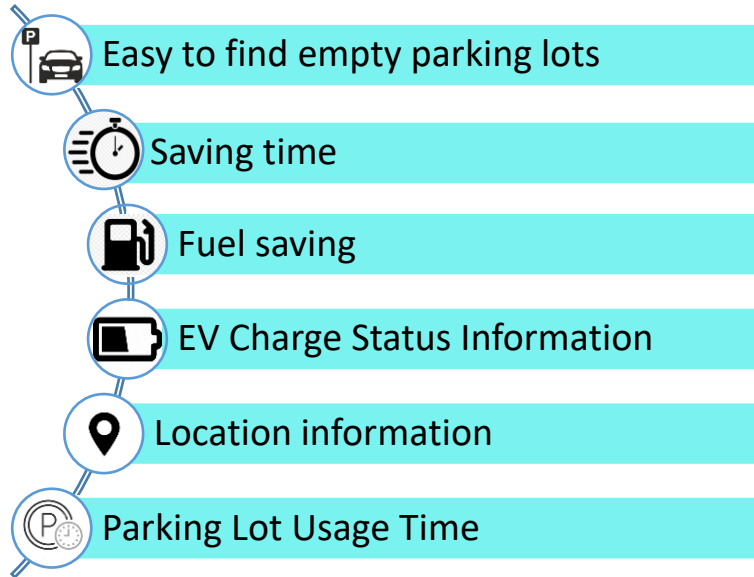 P
Easy to find empty parking lots
Saving time
Fuel saving
EV Charge Status Information
Location information
P
Parking Lot Usage Time